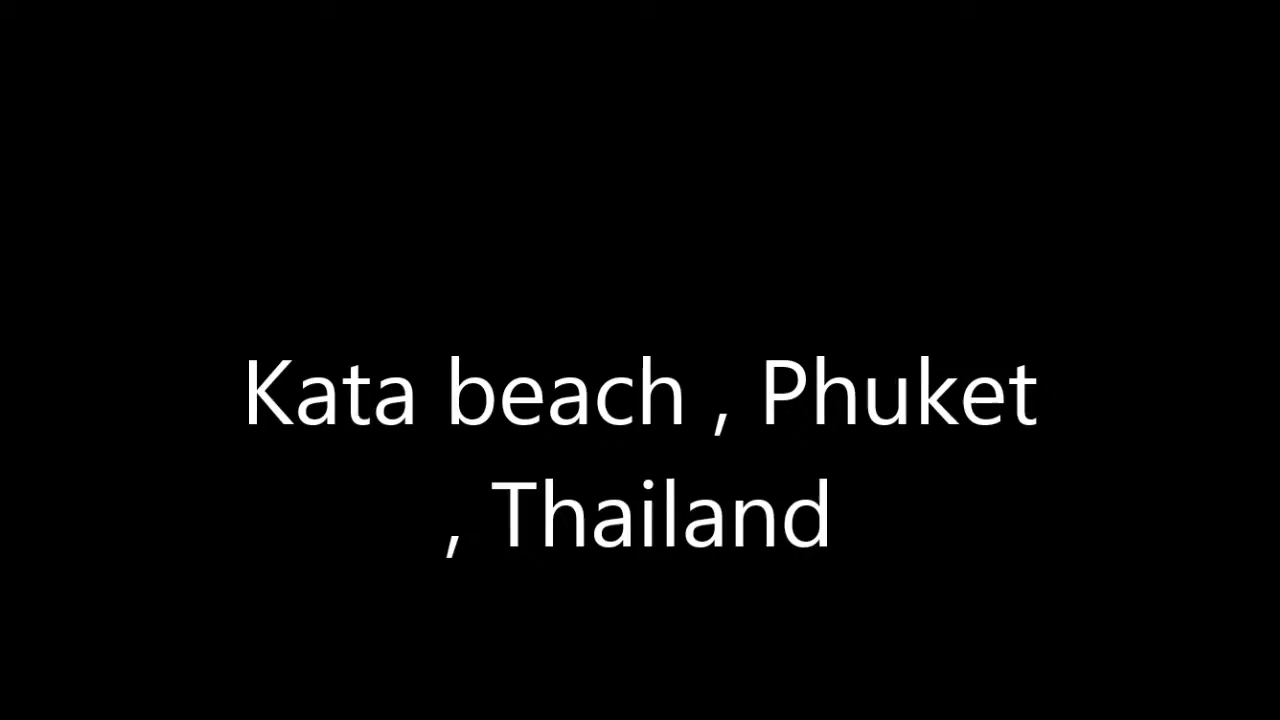 Kata beach , Phuket
, Thailand